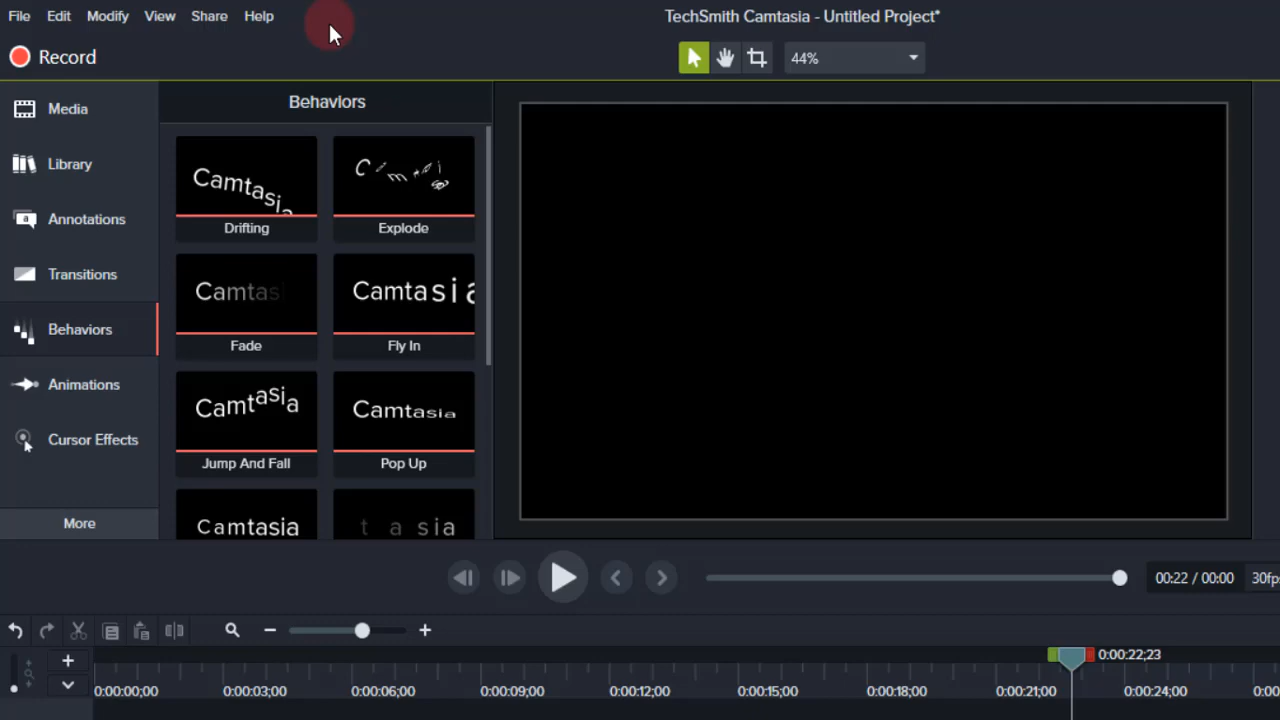 File Edit Modify View Share Help
TechSmith Camtasia - Untitled Project*
Record
44%
Media
Library
Annotations
Transitions
Behaviors
Animations
Cursor Effects
More
Behaviors
Camtasia
Drifting
Camtasi
Explode
Camtas
Fade
Camtasia
Fly In
Camtasia
Jump And Fall
Camtasia
Pop Up
Camtasia
t a sia
00:22 / 00:00
30fp
0:00:22;23
0:00:00;00 0:00:03;00 0:00:06;00 0:00:09;00 0:00:12;00 0:00:15;00 0:00:18;00 0:00:21;00 0:00:24;00 0:00